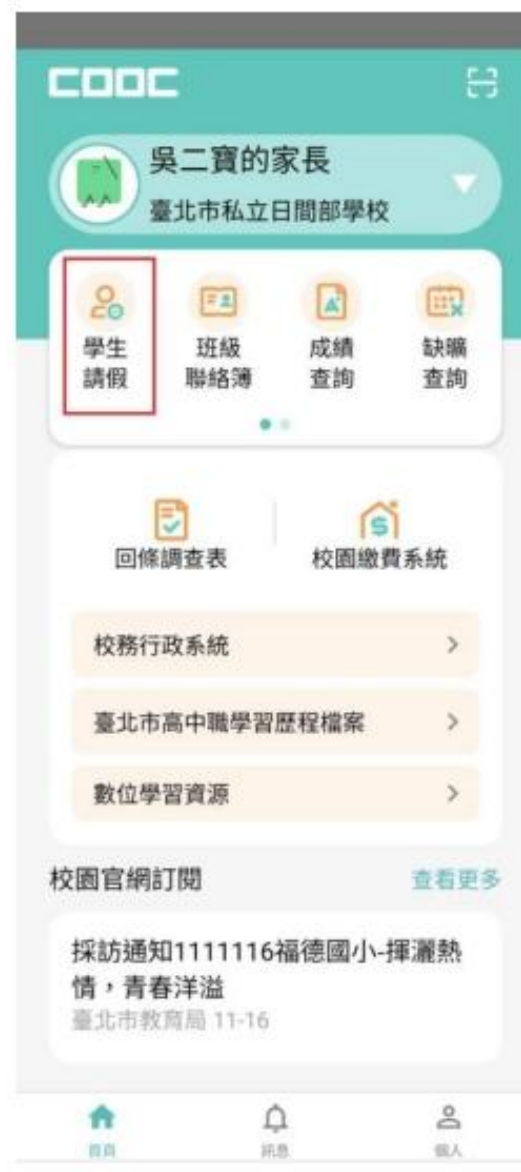 COOC
吳二寶的家長
臺北市私立日間部學校
學生
請假
班級
聯絡簿
成績
查詢
缺曠
查詢
回條調查表
校園繳費系統
校務行政系統
臺北市高中職學習歷程檔案
數位學習資源
校園官網訂閱
查看更多
採訪通知1111116福德國小-揮灑熱
情，青春洋溢
臺北市教育局 11-16
首頁
訊息
個人